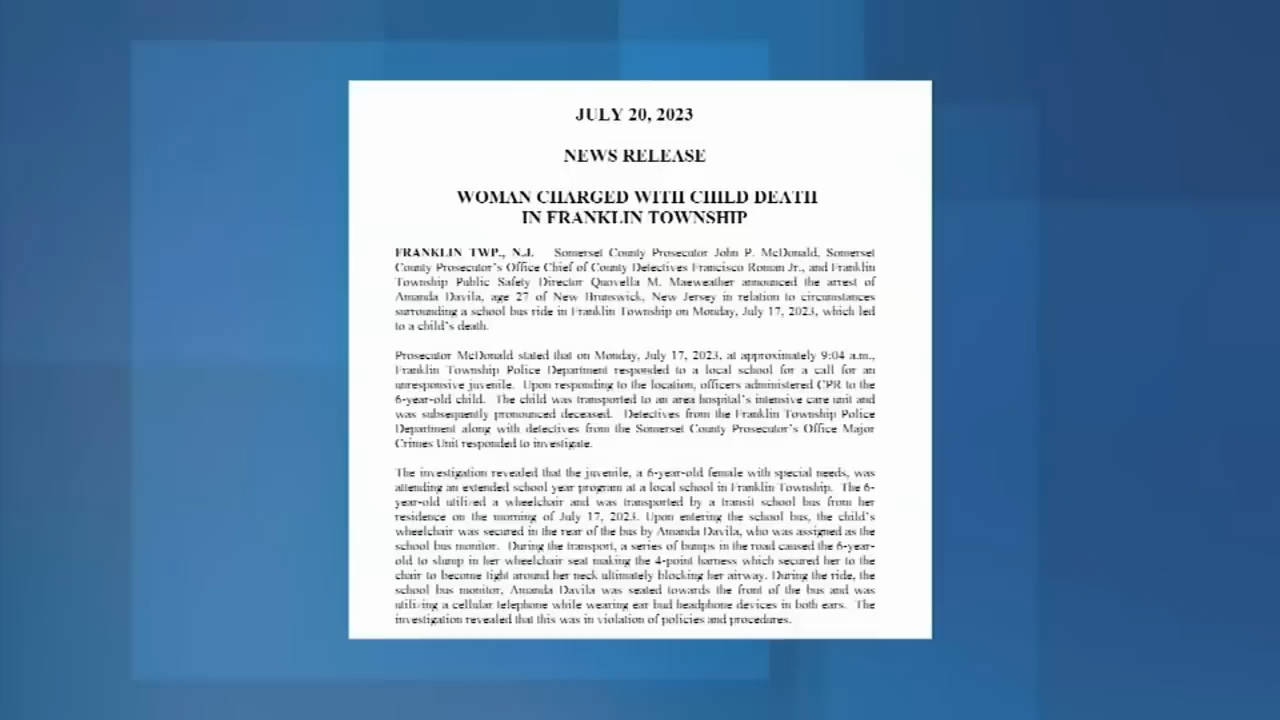 JULY 20, 2023
NEWS RELEASE
WOMAN CHARGED WITH CHILD DEATH
IN FRANKLIN TOWNSHIP
FRANKLIN TWP., N.J. Somerset County Prosecutor John P. McDonald, Somerset
County Prosecutor's Office Chief of County Detectives Francisco Roman Jr., and Franklin
Township Public Safety Director Quovella M. Maeweather announced the arrest of
Amanda Davila, age 27 of New Brunswick, New Jersey in relation to circumstances
surrounding a school bus ride in Franklin Township on Monday, July 17, 2023, which led
to a child's death.
Prosecutor McDonald stated that on Monday, July 17, 2023, at approximately 9:04 a.m.,
Franklin Township Police Department responded to a local school for a call for an
unresponsive juvenile. Upon responding to the location, officers administered CPR to the
6-year-old child. The child was transported to an area hospital's intensive care unit and
was subsequently pronounced deceased. Detectives from the Franklin Township Police
Department along with detectives from the Somerset County Prosecutor's Office Major
Crimes Unit responded to investigate.
The investigation revealed that the juvenile, a 6-year-old female with special needs, was
attending an extended school year program at a local school in Franklin Township. The 6-
year-old utilized a wheelchair and was transported by a transit school bus from her
residence on the morning of July 17, 2023. Upon entering the school bus, the child's
wheelchair was secured in the rear of the bus by Amanda Davila, who was assigned as the
school bus monitor. During the transport, a series of bumps in the road caused the 6-year-
old to slump in her wheelchair seat making the 4-point harness which secured her to the
chair to become tight around her neck ultimately blocking her airway. During the ride, the
school bus monitor, Amanda Davila was seated towards the front of the bus and was
utilizing a cellular telephone while wearing ear bud headphone devices in both ears. The
investigation revealed that this was in violation of policies and procedures.